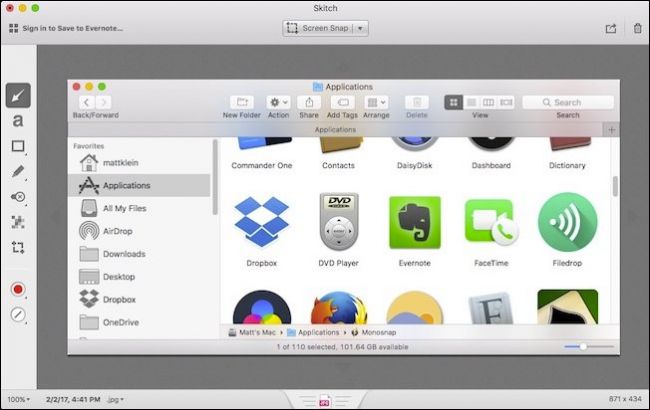 Skitch
Sign in to Save to Evernote...
Screen Snap
a
Applications
Back/Forward
New Folder
Action
Share
Add Tags
Arrange
Delete
View
Search
Search
Applications
Favorites
mattklein
Applications
All My Files
AirDrop
Downloads
Desktop
Dropbox
OneDrive
Commander One
Contacts
DaisyDisk
Dashboard
Dictionary
DVD
PLAYER
Dropbox
DVD Player
Evernote
FaceTime
Filedrop
F
Matt's Mac > Applications > Monosnap
1 of 110 selected, 101.64 GB available
100%
2/2/17, 4:41 PM
.jpg
JPG
871 x 434